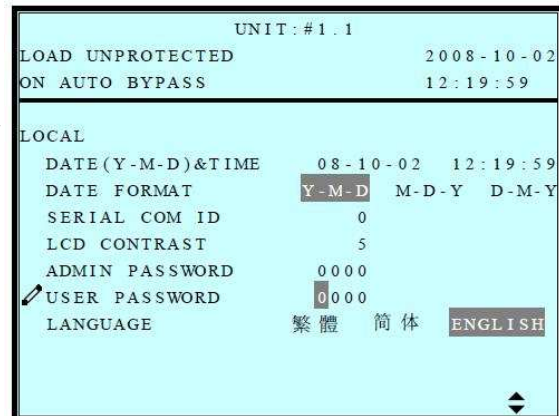 UNIT:#1.1
LOAD UNPROTECTED 2008-10-02
ON AUTO BYPASS 12:19:59
LOCAL
DATE(Y-M-D)&TIME 08-10-02 12:19:59
DATE FORMAT Y-M-D M-D-Y D-M-Y
SERIAL COM ID 0
LCD CONTRAST 5
ADMIN PASSWORD 0000
USER PASSWORD 0000
LANGUAGE 繁體 简体 ENGLISH